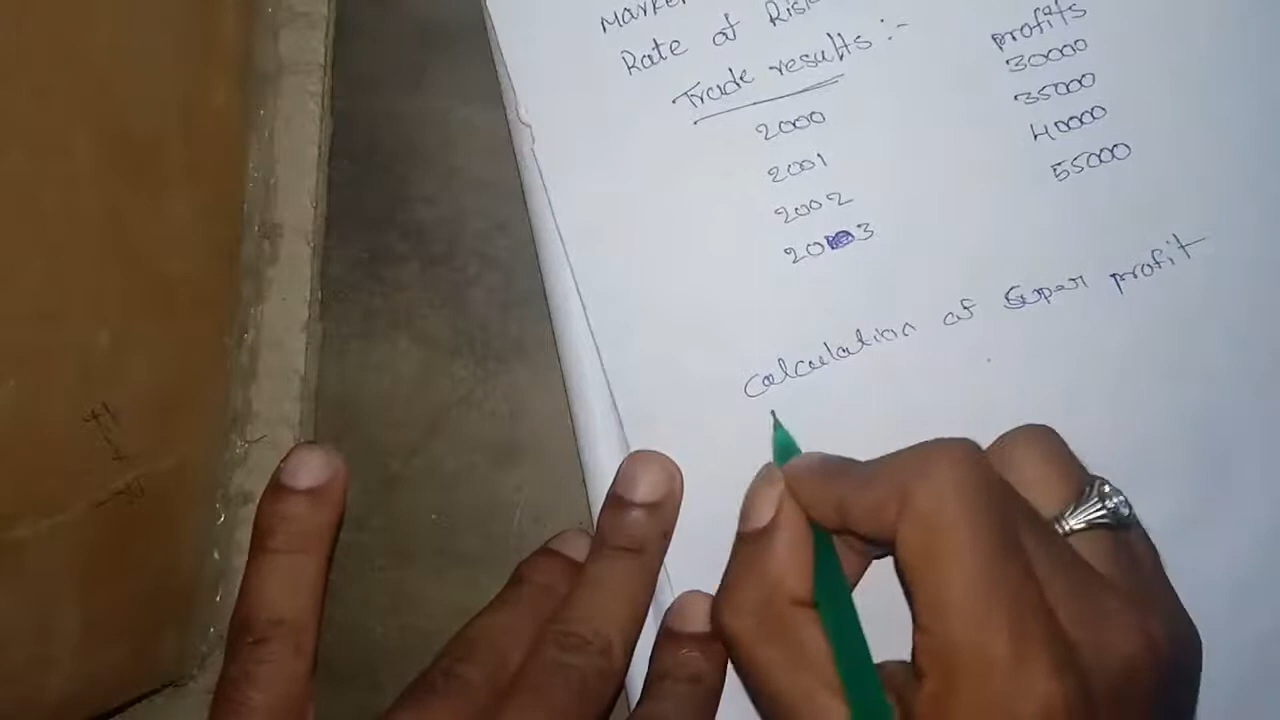 Rate of Risk
Trade results :-
profits
2000 30000
2001 35000
2002 40000
2003 55000
Calculation of Super profit